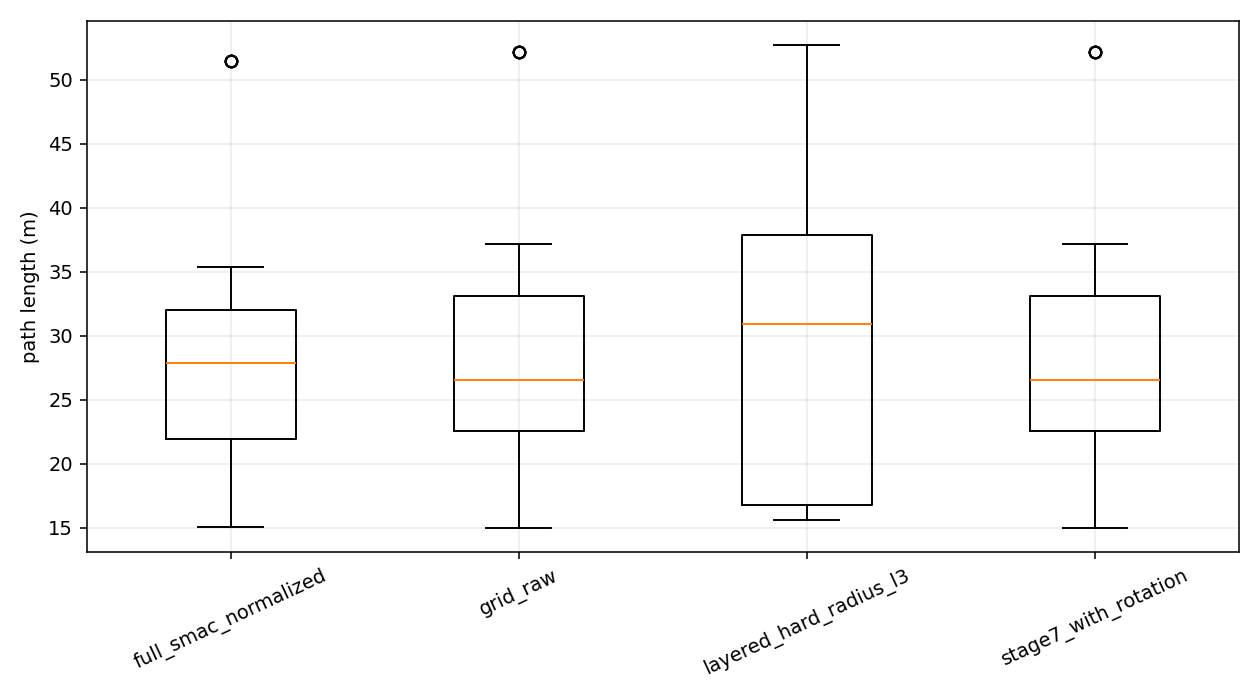 path length (m)
50
45
40
35
30
25
20
15
full_smac_normalized
grid_raw
layered_hard_radius_l3
stage7_with_rotation